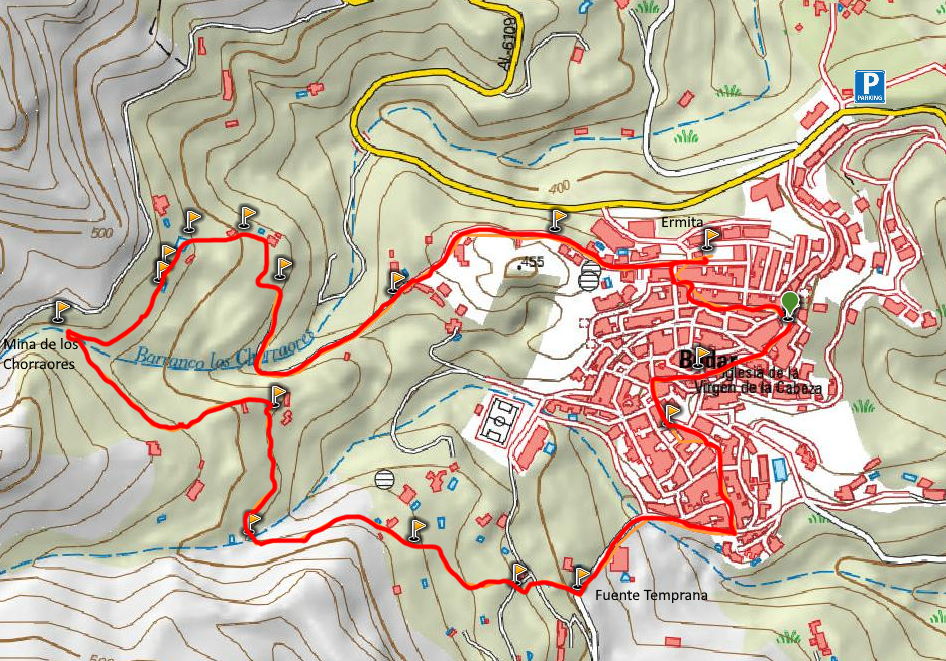 AL-6109
P
PARKING
400
Ermita
500
455
Mina de los
Chorraores
Barranco los Chorraores
Bédar
Iglesia de la
Virgen de la Cabeza
Fuente Temprana
500